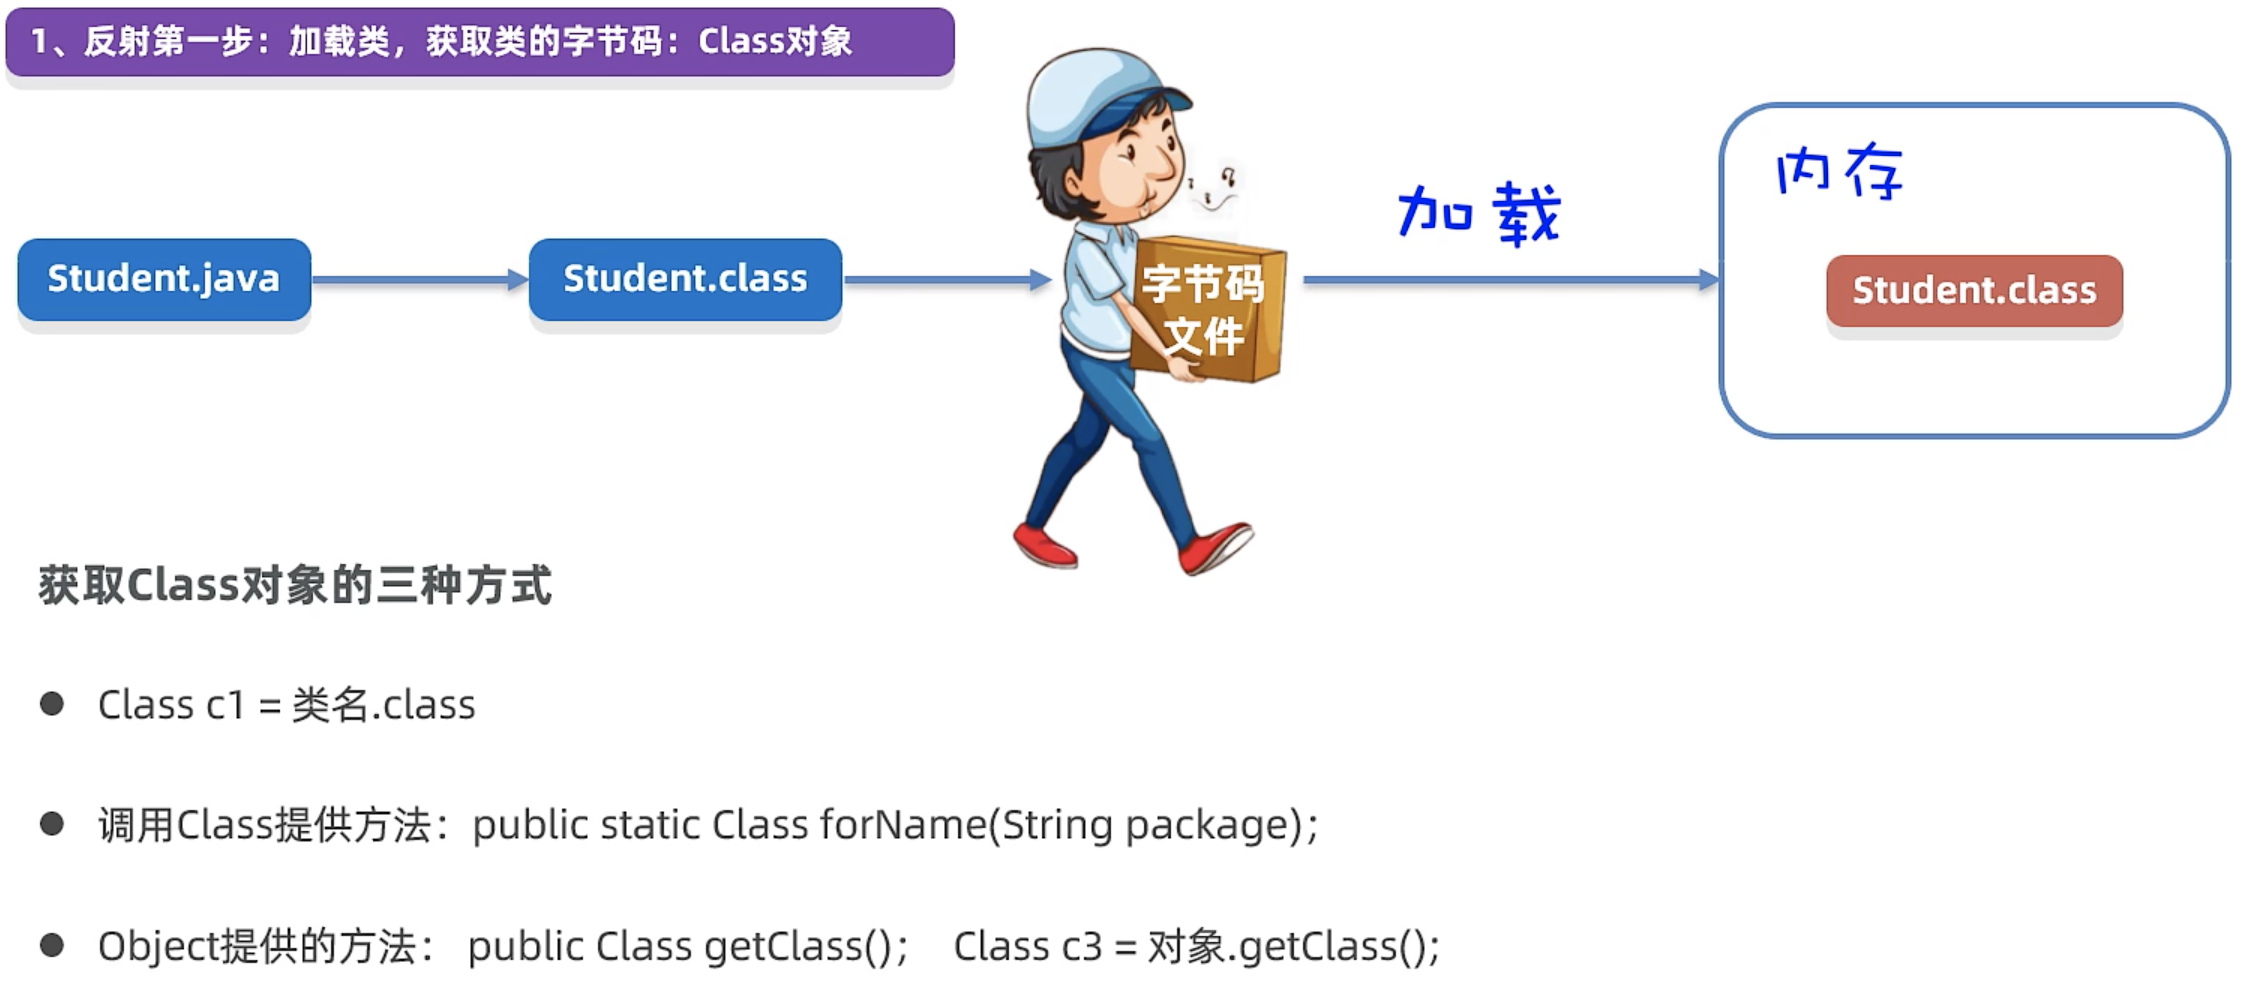 1、反射第一步：加载类，获取类的字节码：Class对象
Student.java
Student.class
字节码
文件
加载
内存
Student.class
获取Class对象的三种方式
Class c1 = 类名.class
调用Class提供方法：public static Class forName(String package);
Object提供的方法： public Class getClass(); Class c3 = 对象.getClass();